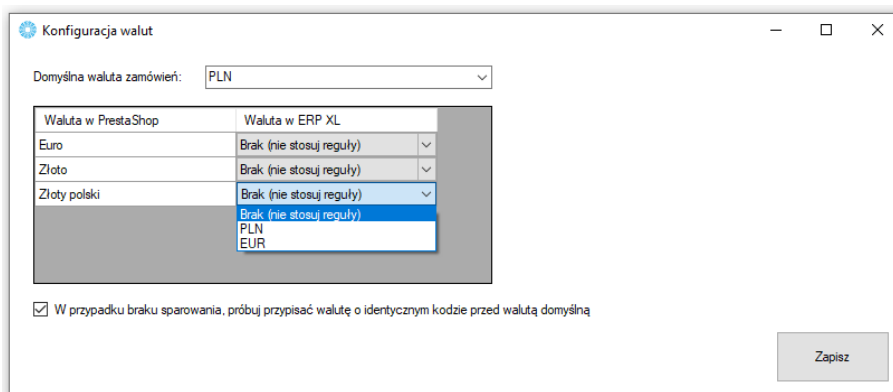 Konfiguracja walut
Domyślna waluta zamówień: PLN
Waluta w PrestaShop Waluta w ERP XL
Euro Brak (nie stosuj reguły)
Złoto Brak (nie stosuj reguły)
Złoty polski Brak (nie stosuj reguły)
Brak (nie stosuj reguły)
PLN
EUR
W przypadku braku sparowania, próbuj przypisać walutę o identycznym kodzie przed walutą domyślną
Zapisz